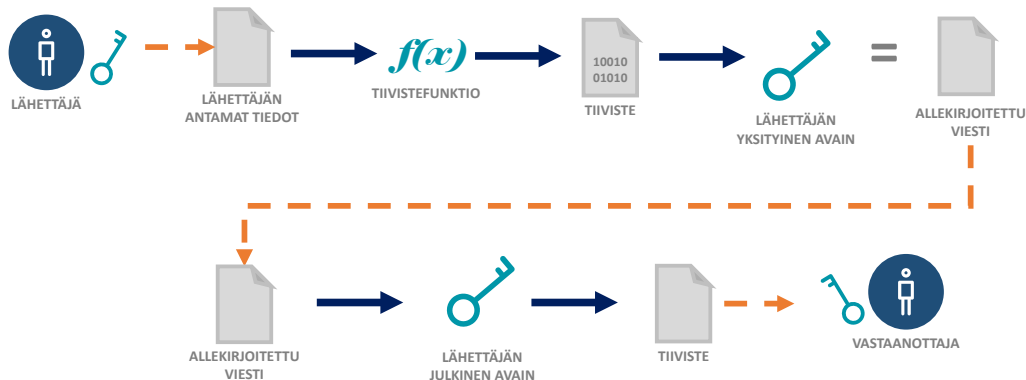 LÄHETTÄJÄ
LÄHETTÄJÄN
ANTAMAT TIEDOT
f(x)
TIIVISTEFUNKTIO
10010
01010
TIIVISTE
LÄHETTÄJÄN
YKSITYINEN AVAIN
=
ALLEKIRJOITETTU
VIESTI
ALLEKIRJOITETTU
VIESTI
LÄHETTÄJÄN
JULKINEN AVAIN
TIIVISTE
VASTAANOTTAJA